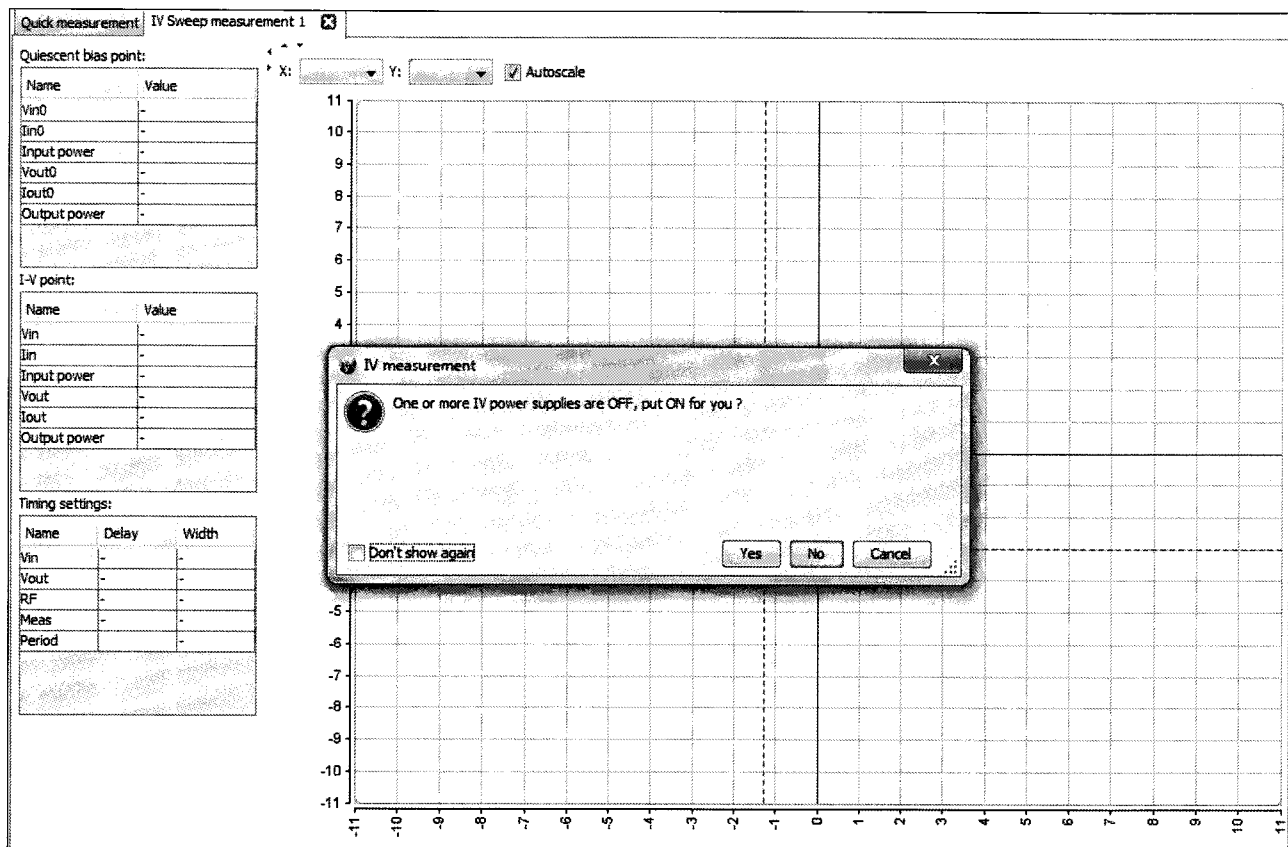 Quick measurement IV Sweep measurement 1
Quiescent bias point:
X: Y: Autoscale
Name Value
Vin0 -
Iin0 -
Input power -
Vout0 -
Iout0 -
Output power -
I-V point:
Name Value
Vin -
Iin -
Input power -
Vout -
Iout -
Output power -
Timing settings:
Name Delay Width
Vin - -
Vout - -
RF - -
Meas - -
Period -
11
10
9
8
7
6
5
4
-5
-6
-7
-8
-9
-10
-11
-11 -10 -9 -8 -7 -6 -5 -4 -3 -2 -1 0 1 2 3 4 5 6 7 8 9 10 11
IV measurement
One or more IV power supplies are OFF, put ON for you ?
Don't show again
Yes No Cancel